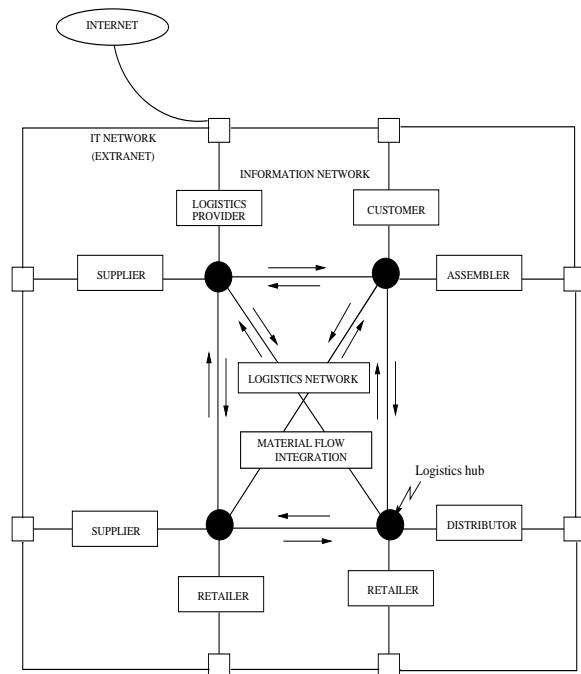 INTERNET
IT NETWORK
(EXTRANET)
INFORMATION NETWORK
LOGISTICS
PROVIDER
CUSTOMER
SUPPLIER
ASSEMBLER
LOGISTICS NETWORK
MATERIAL FLOW
INTEGRATION
Logistics hub
SUPPLIER
DISTRIBUTOR
RETAILER
RETAILER